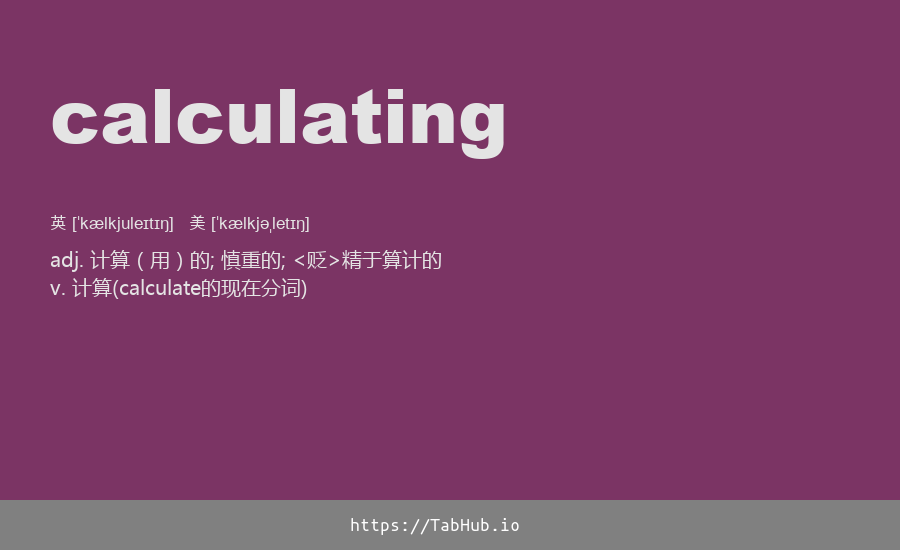 calculating
英 [ˈkælkjuleɪtɪŋ] 美 [ˈkælkjəˌletɪŋ]
adj. 计算（用）的; 慎重的; <贬>精于算计的
v. 计算(calculate的现在分词)
https://TabHub.io